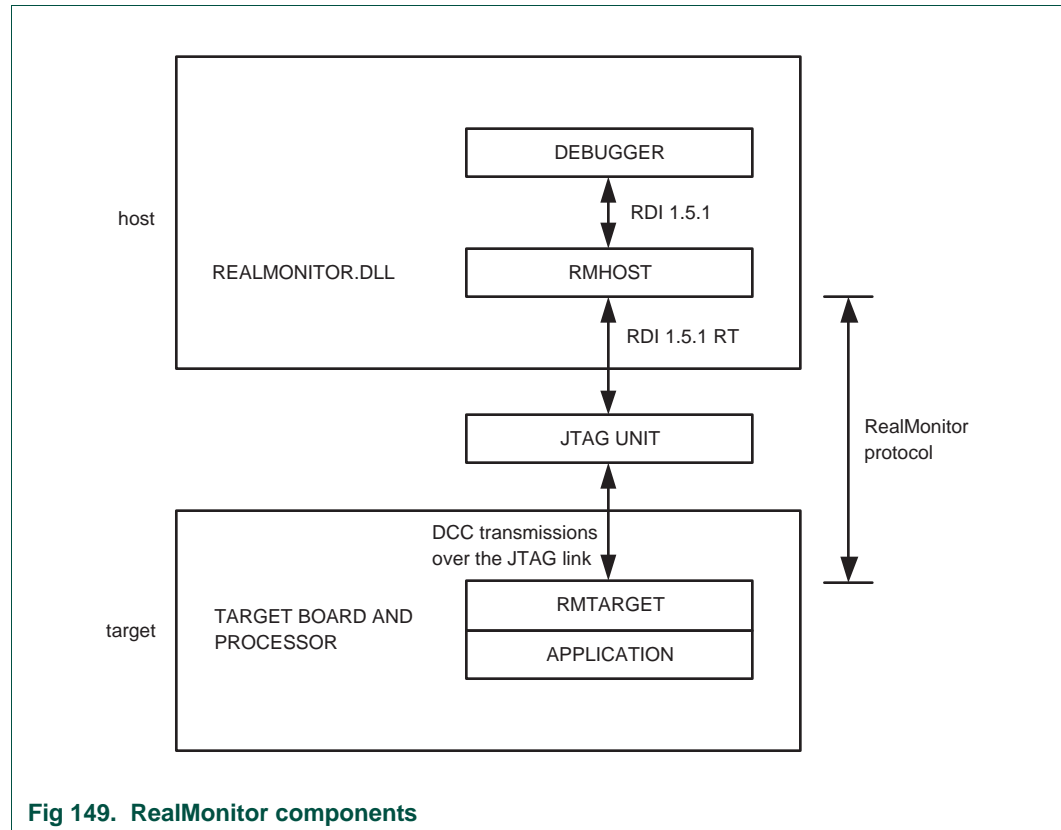 DEBUGGER
RDI 1.5.1
host
REALMONITOR.DLL
RMHOST
RDI 1.5.1 RT
JTAG UNIT
RealMonitor
protocol
DCC transmissions
over the JTAG link
target
TARGET BOARD AND
PROCESSOR
RMTARGET
APPLICATION
Fig 149. RealMonitor components